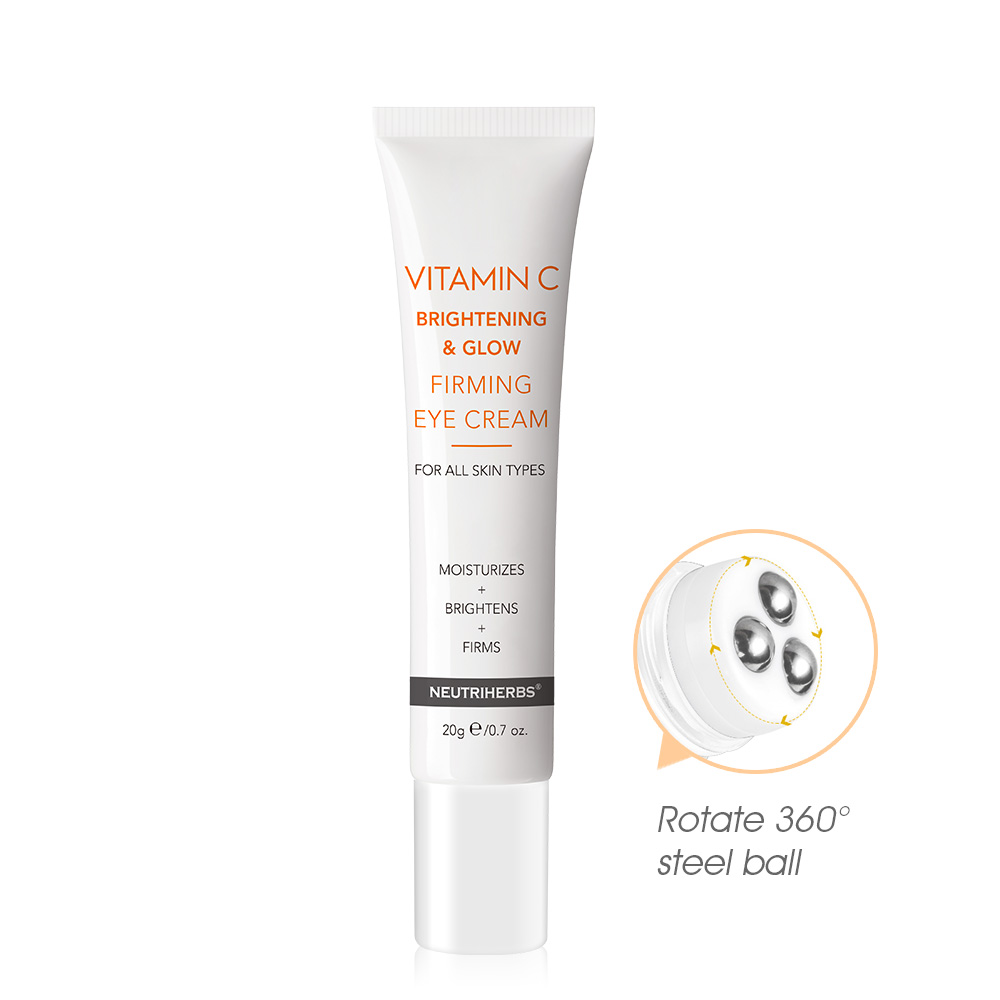 VITAMIN C
BRIGHTENING
& GLOW
FIRMING
EYE CREAM
FOR ALL SKIN TYPES
MOISTURIZES
+
BRIGHTENS
+
FIRMS
NEUTRIHERBS®
20g ℮/0.7 oz.
Rotate 360°
steel ball